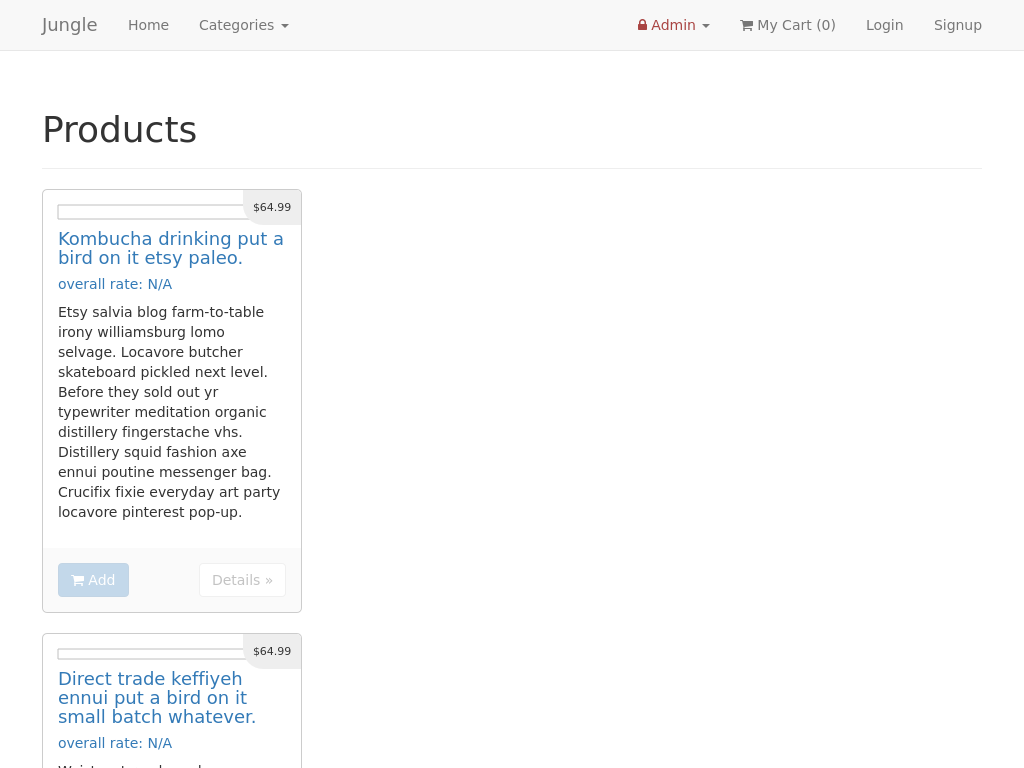 Jungle Home Categories Admin My Cart (0) Login Signup
Products
$64.99
Kombucha drinking put a
bird on it etsy paleo.
overall rate: N/A
Etsy salvia blog farm-to-table
irony williamsburg lomo
selvage. Locavore butcher
skateboard pickled next level.
Before they sold out yr
typewriter meditation organic
distillery fingerstache vhs.
Distillery squid fashion axe
ennui poutine messenger bag.
Crucifix fixie everyday art party
locavore pinterest pop-up.
Add Details »
$64.99
Direct trade keffiyeh
ennui put a bird on it
small batch whatever.
overall rate: N/A